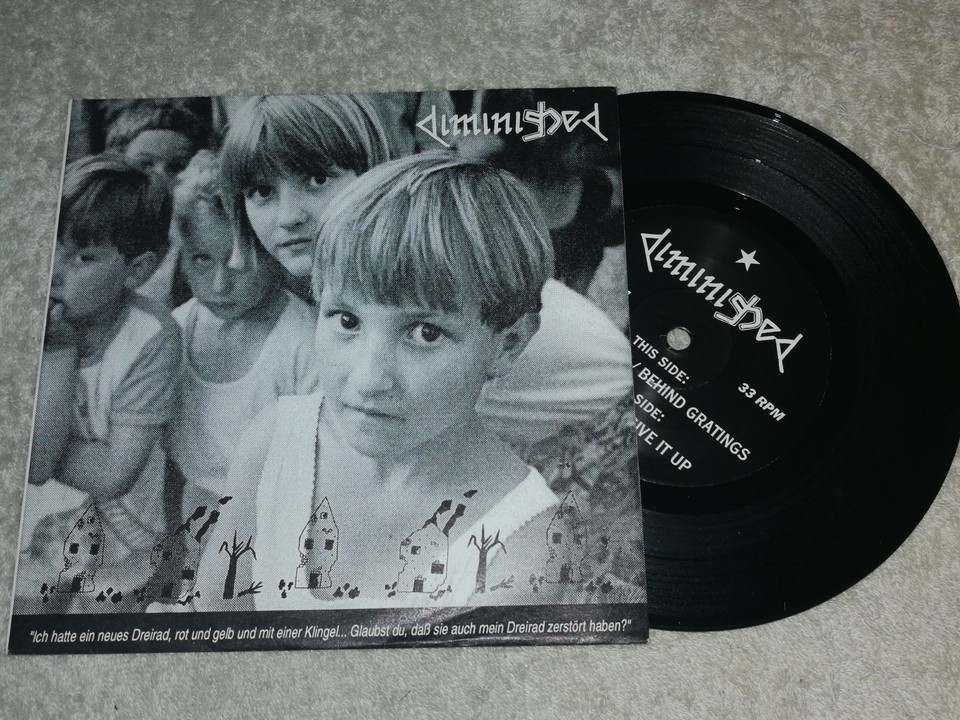 diminished
"Ich hatte ein neues Dreirad, rot und gelb und mit einer Klingel... Glaubst du, daß sie auch mein Dreirad zerstört haben?"
diminished
THIS SIDE:
/ BEHIND GRATINGS
33 RPM
SIDE:
IVE IT UP